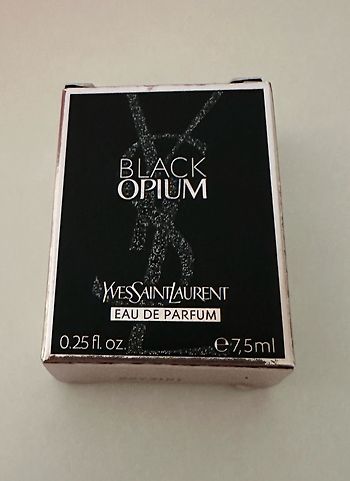 BLACK
OPIUM
YVESSAINTLAURENT
EAU DE PARFUM
0.25 fl. oz.
℮7,5ml